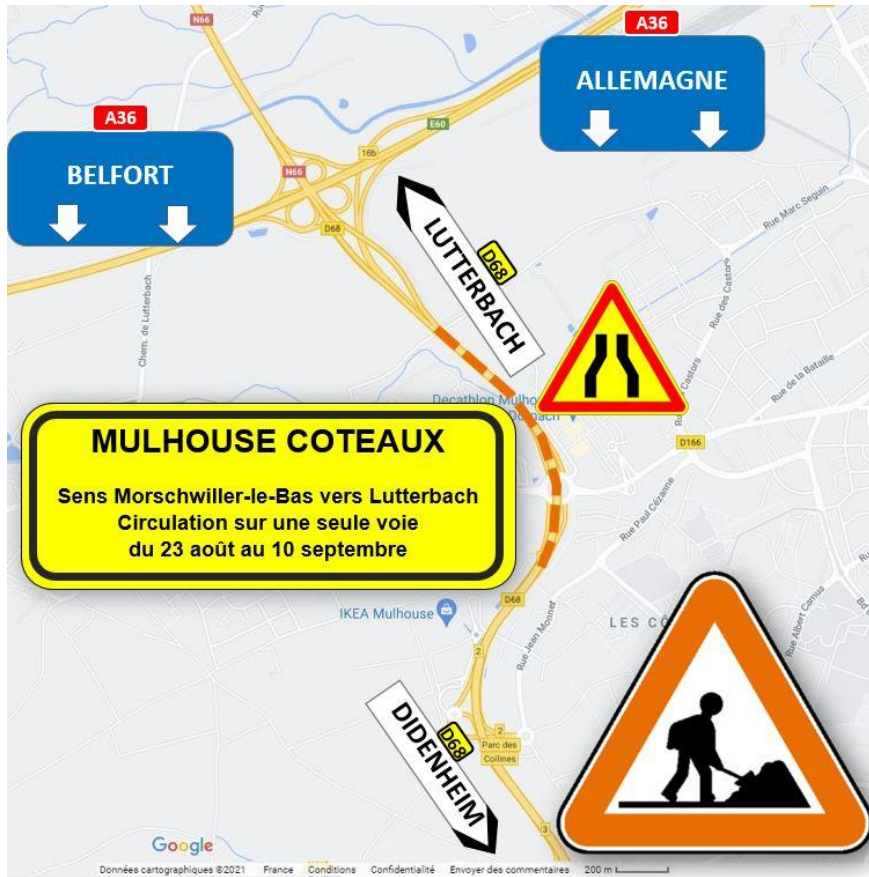 N66
A36
ALLEMAGNE
A36
BELFORT
E60
16b
N66
D68
Rue Marc Seguin
LUTTERBACH
D68
Chem. de Lutterbach
Rue des Castors
Castors
Rue de la Bataille
Decathlon Mulho
D166
MULHOUSE COTEAUX
Sens Morschwiller-le-Bas vers Lutterbach
Circulation sur une seule voie
du 23 août au 10 septembre
Rue Paul Cézanne
D68
IKEA Mulhouse
Rue Jean Monnet
LES CÔ
Rue Albert Camus
Bd
2
DIDENHEIM
D68
2
Parc des
Collines
3
Google
Données cartographiques ©2021 France Conditions Confidentialité Envoyer des commentaires 200 m